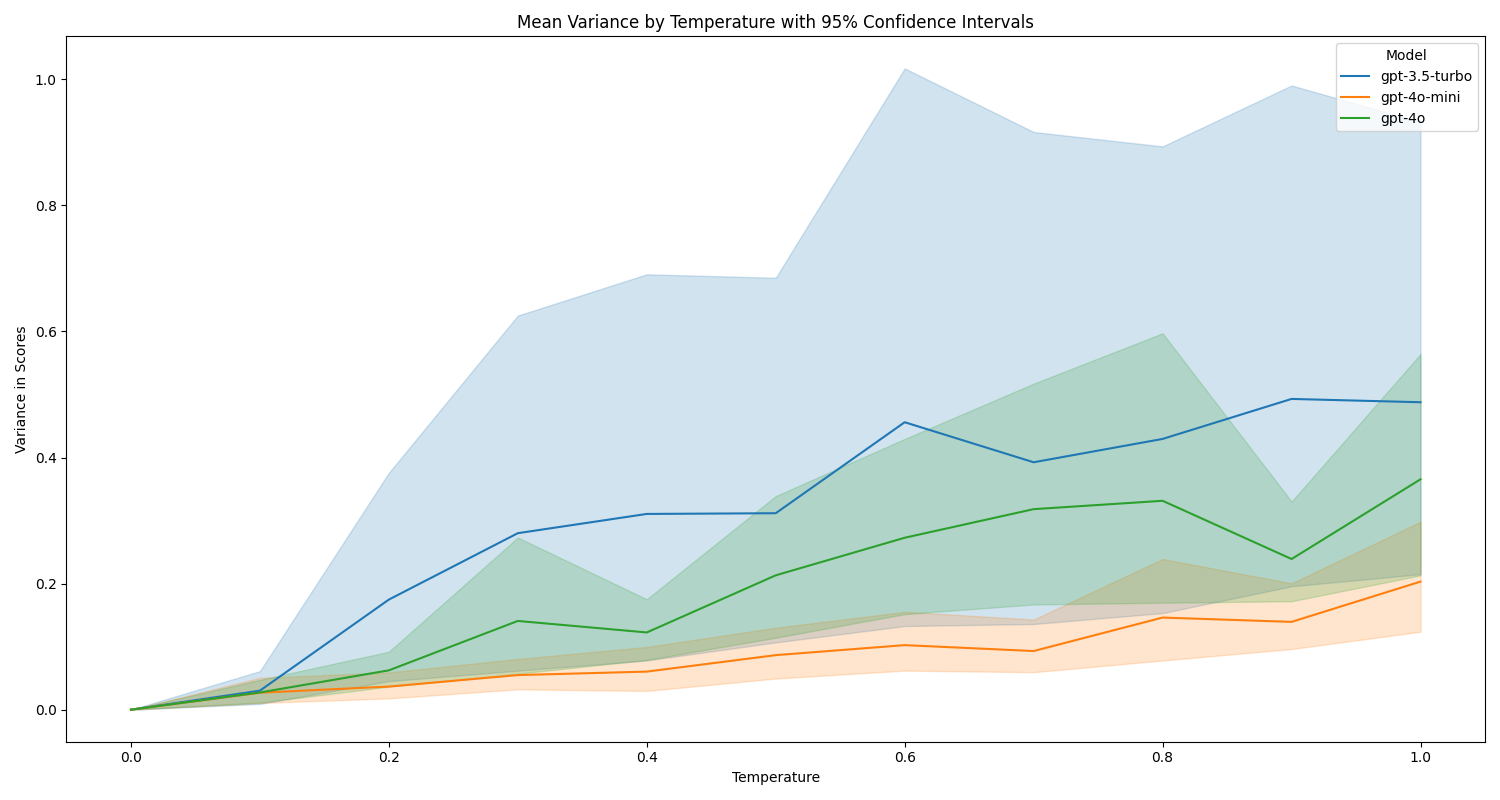 Mean Variance by Temperature with 95% Confidence Intervals
Model
gpt-3.5-turbo
gpt-4o-mini
gpt-4o
1.0
0.8
0.6
0.4
0.2
0.0
Variance in Scores
0.0 0.2 0.4 0.6 0.8 1.0
Temperature